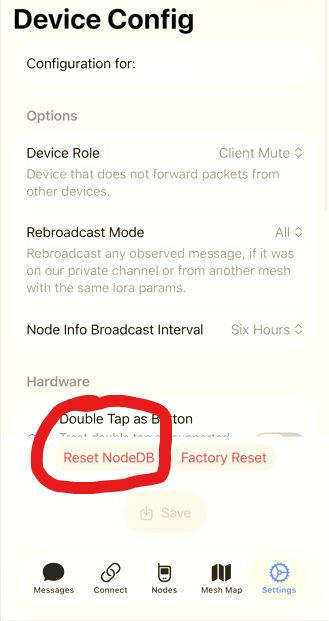 Device Config
Configuration for:
Options
Device Role Client Mute
Device that does not forward packets from
other devices.
Rebroadcast Mode All
Rebroadcast any observed message, if it was
on our private channel or from another mesh
with the same lora params.
Node Info Broadcast Interval Six Hours
Hardware
Double Tap as Button
Treat double tap
supported
Reset NodeDB Factory Reset
Save
Messages Connect Nodes Mesh Map Settings